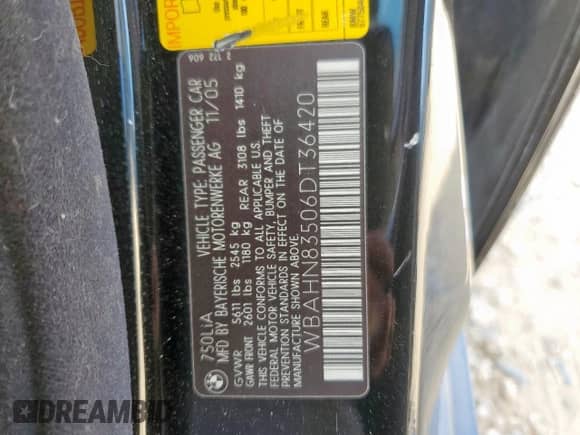 750LiA
VEHICLE TYPE: PASSENGER CAR
MFD BY BAYERISCHE MOTORENWERKE AG 11/05
GVWR 5611 lbs 2545 kg
GAWR FRONT 2601 lbs 1180 kg REAR 3108 lbs 1410 kg
THIS VEHICLE CONFORMS TO ALL APPLICABLE U.S.
FEDERAL MOTOR VEHICLE SAFETY, BUMPER AND THEFT
PREVENTION STANDARDS IN EFFECT ON THE DATE OF
MANUFACTURE SHOWN ABOVE.
WBAHN83506DT36420
2 122 606
IMPOR
REAR
DREAMBID